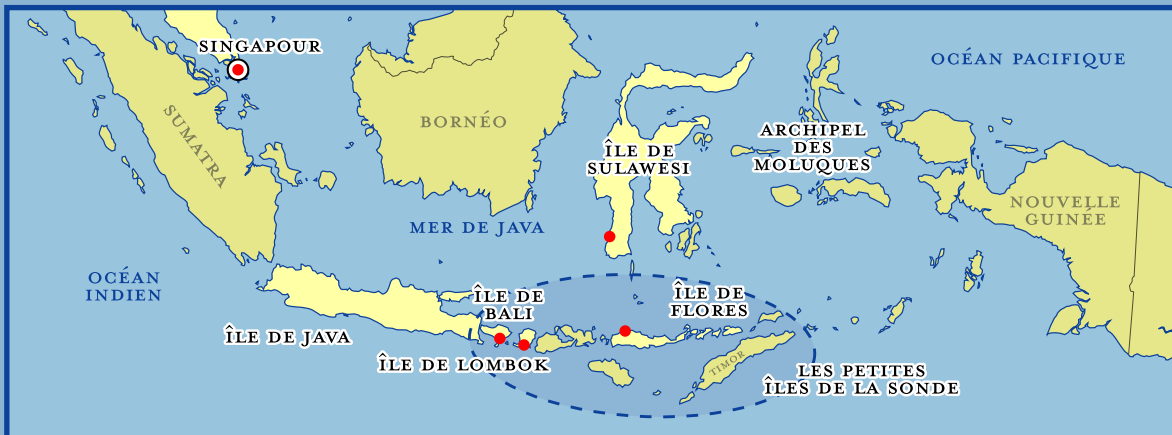 SINGAPOUR
OCÉAN PACIFIQUE
SUMATRA
BORNÉO
ARCHIPEL
DES
MOLUQUES
ÎLE DE
SULAWESI
NOUVELLE
GUINÉE
MER DE JAVA
OCÉAN
INDIEN
ÎLE DE
BALI
ÎLE DE
FLORES
ÎLE DE JAVA
ÎLE DE LOMBOK
TIMOR
LES PETITES
ÎLES DE LA SONDE